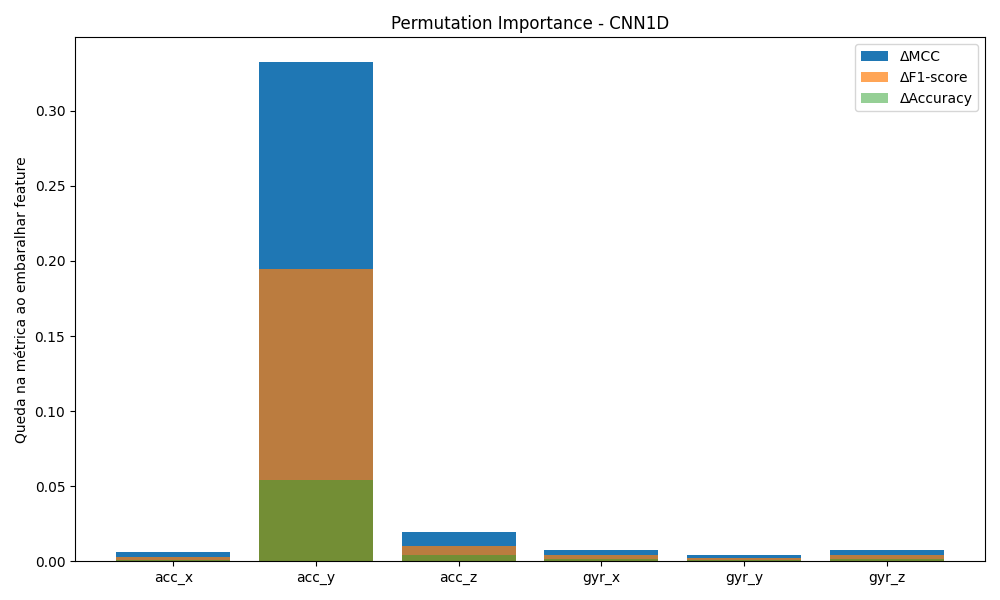 Permutation Importance - CNN1D
ΔMCC
ΔF1-score
ΔAccuracy
Queda na métrica ao embaralhar feature
0.30
0.25
0.20
0.15
0.10
0.05
0.00
acc_x acc_y acc_z gyr_x gyr_y gyr_z